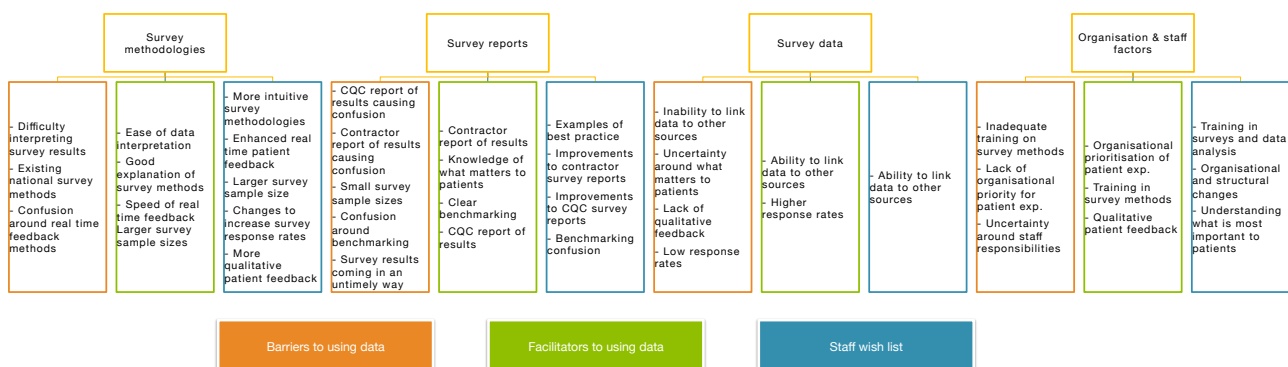 Survey
methodologies
Survey reports
Survey data
Organisation & staff
factors
- Difficulty
interpreting
survey results
- Existing
national survey
methods
- Confusion
around real time
feedback
methods
- Ease of data
interpretation
- Good
explanation of
survey methods
- Speed of real
time feedback
Larger survey
sample sizes
- More intuitive
survey
methodologies
- Enhanced real
time patient
feedback
- Larger survey
sample size
- Changes to
increase survey
response rates
- More
qualitative
patient feedback
- CQC report of
results causing
confusion
- Contractor
report of results
causing
confusion
- Small survey
sample sizes
- Confusion
around
benchmarking
- Survey results
coming in an
untimely way
- Contractor
report of results
- Knowledge of
what matters to
patients
- Clear
benchmarking
- CQC report of
results
- Examples of
best practice
- Improvements
to contractor
survey reports
- Improvements
to CQC survey
reports
- Benchmarking
confusion
- Inability to link
data to other
sources
- Uncertainty
around what
matters to
patients
- Lack of
qualitative
feedback
- Low response
rates
- Ability to link
data to other
sources
- Higher
response rates
- Ability to link
data to other
sources
- Inadequate
training on
survey methods
- Lack of
organisational
priority for
patient exp.
- Uncertainty
around staff
responsibilities
- Organisational
prioritisation of
patient exp.
- Training in
survey methods
- Qualitative
patient feedback
- Training in
surveys and data
analysis
- Organisational
and structural
changes
- Understanding
what is most
important to
patients
Barriers to using data
Facilitators to using data
Staff wish list